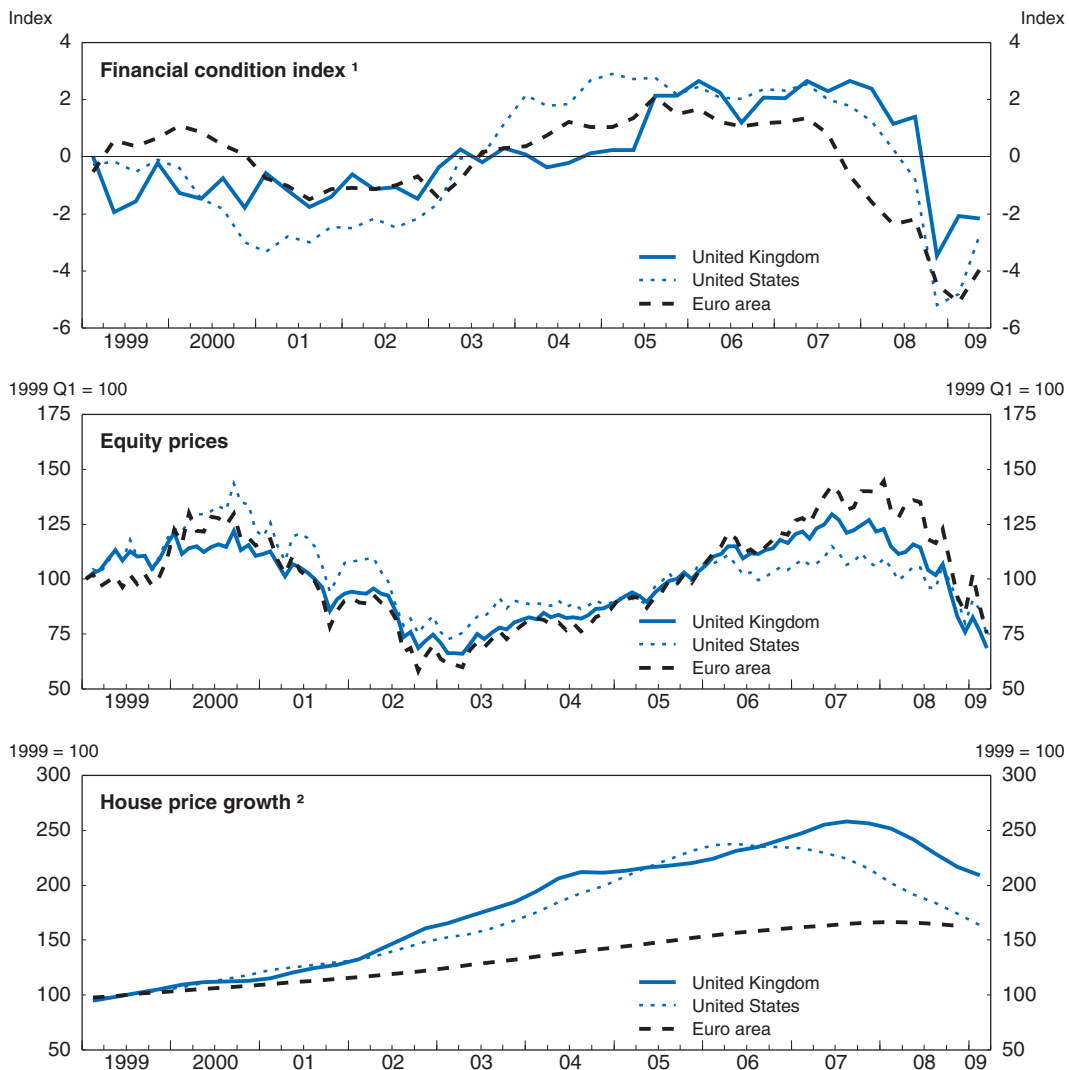 Index Index
4 4
Financial condition index ¹
2 2
0 0
-2 -2
United Kingdom
-4 United States -4
Euro area
-6 -6
1999 2000 01 02 03 04 05 06 07 08 09
1999 Q1 = 100 1999 Q1 = 100
175 175
Equity prices
150 150
125 125
100 100
United Kingdom
75 United States 75
Euro area
50 50
1999 2000 01 02 03 04 05 06 07 08 09
1999 = 100 1999 = 100
300 300
House price growth ²
250 250
200 200
150 150
United Kingdom
100 United States 100
Euro area
50 50
1999 2000 01 02 03 04 05 06 07 08 09